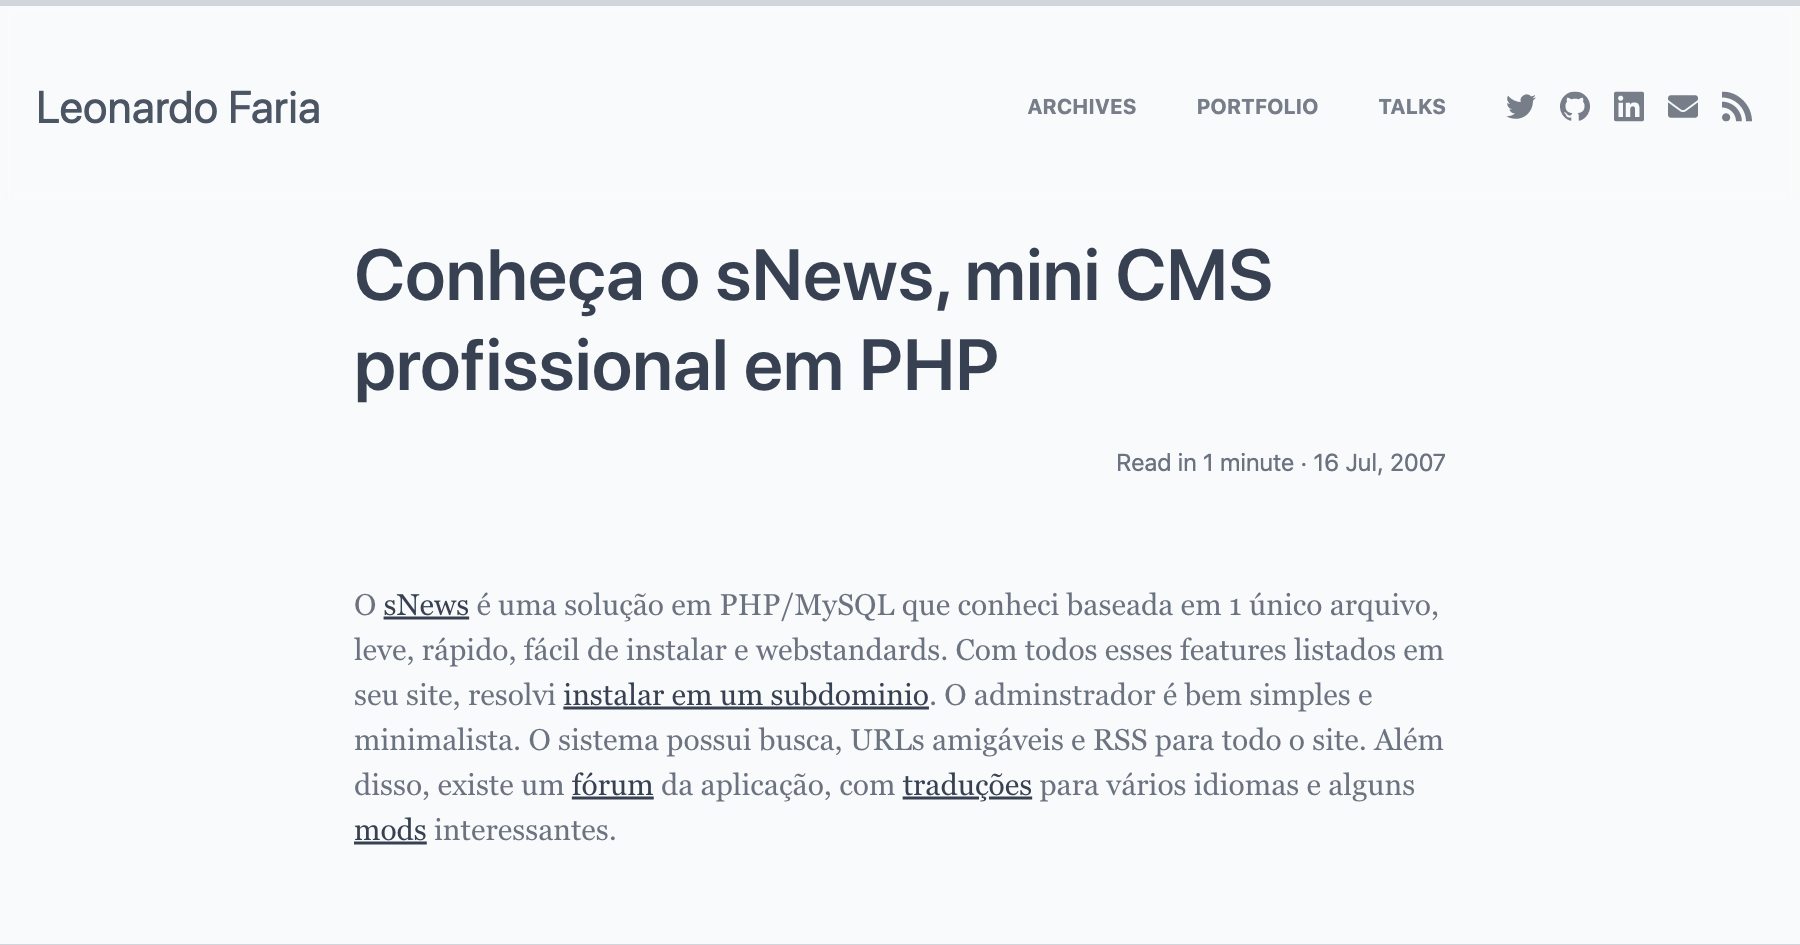 Leonardo Faria
ARCHIVES PORTFOLIO TALKS
Conheça o sNews, mini CMS
profissional em PHP
Read in 1 minute · 16 Jul, 2007
O sNews é uma solução em PHP/MySQL que conheci baseada em 1 único arquivo,
leve, rápido, fácil de instalar e webstandards. Com todos esses features listados em
seu site, resolvi instalar em um subdominio. O adminstrador é bem simples e
minimalista. O sistema possui busca, URLs amigáveis e RSS para todo o site. Além
disso, existe um fórum da aplicação, com traduções para vários idiomas e alguns
mods interessantes.